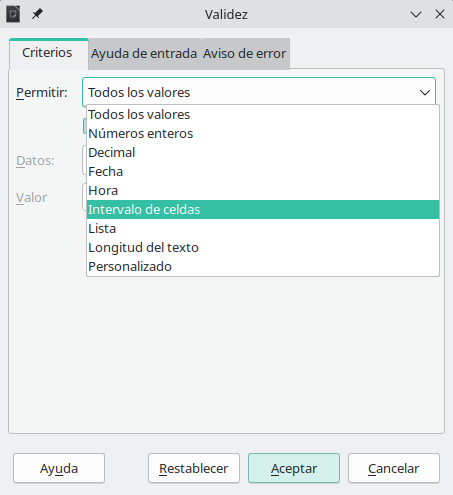 Validez
Criterios Ayuda de entrada Aviso de error
Permitir: Todos los valores
Todos los valores
Números enteros
Decimal
Datos:
Fecha
Hora
Valor
Intervalo de celdas
Lista
Longitud del texto
Personalizado
Ayuda Restablecer Aceptar Cancelar